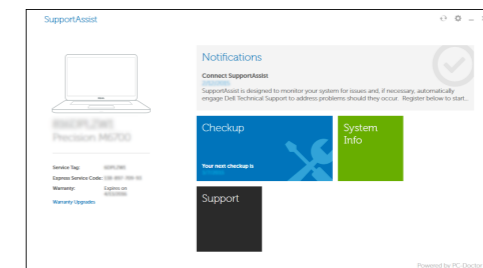 SupportAssist
Notifications
Connect SupportAssist
SupportAssist is designed to monitor your system for issues and, if necessary, automatically
engage Dell Technical Support to address problems should they occur. Register below to start...
Precision M6700
Checkup
Your next checkup is
System
Info
Service Tag:
Express Service Code:
Warranty: Expires on
Warranty Upgrades
Support
Powered by PC-Doctor